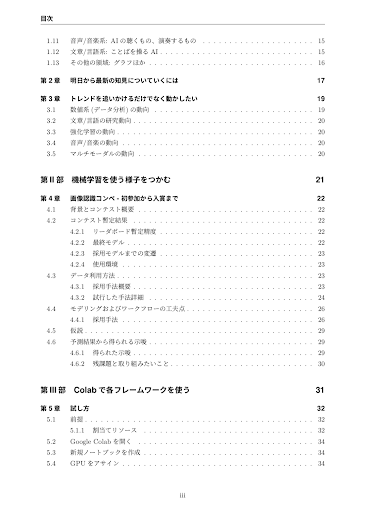 目次
1.11 音声/音楽系: AI の聴くもの、演奏するもの 15
1.12 文章/言語系: ことばを操る AI 15
1.13 その他の領域: グラフほか 16
第 2 章 明日から最新の知見についていくには 17
第 3 章 トレンドを追いかけるだけでなく動かしたい 19
3.1 数値系 (データ分析) の動向 19
3.2 文章/言語の研究動向 20
3.3 強化学習の動向 20
3.4 音声/音楽の動向 20
3.5 マルチモーダルの動向 20
第 II 部 機械学習を使う様子をつかむ 21
第 4 章 画像認識コンペ・初参加から入賞まで 22
4.1 背景とコンテスト概要 22
4.2 コンテスト暫定結果 22
4.2.1 リーダボード暫定精度 22
4.2.2 最終モデル 22
4.2.3 採用モデルまでの変遷 23
4.2.4 使用環境 23
4.3 データ利用方法 23
4.3.1 採用手法概要 23
4.3.2 試行した手法詳細 24
4.4 モデリングおよびワークフローの工夫点 26
4.4.1 採用手法 26
4.5 仮説 29
4.6 予測結果から得られる示唆 29
4.6.1 得られた示唆 29
4.6.2 残課題と取り組みたいこと 30
第 III 部 Colab で各フレームワークを使う 31
第 5 章 試し方 32
5.1 前提 32
5.1.1 割当てリソース 32
5.2 Google Colab を開く 34
5.3 新規ノートブックを作成 34
5.4 GPU をアサイン 34
iii